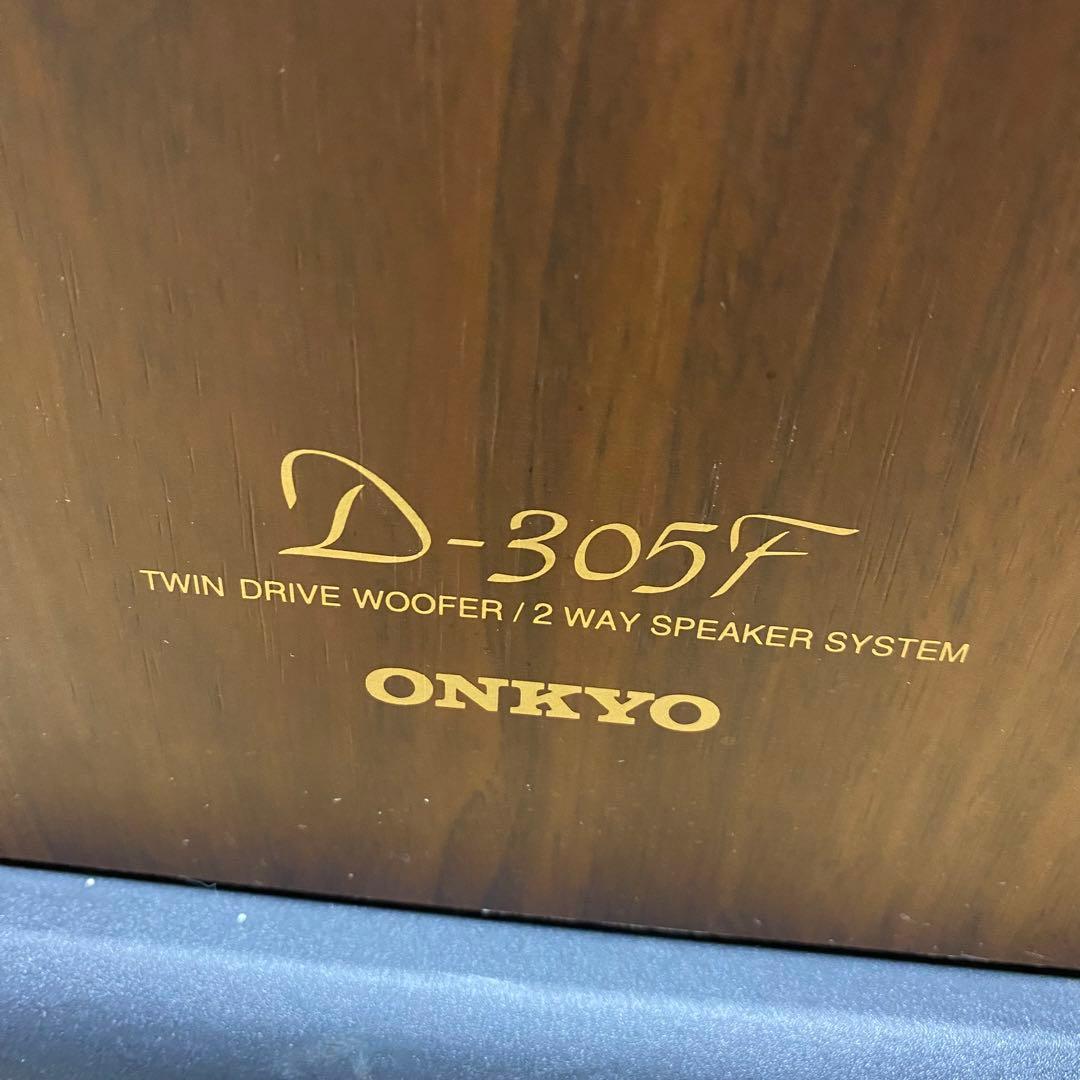 D-305F
TWIN DRIVE WOOFER / 2 WAY SPEAKER SYSTEM
ONKYO